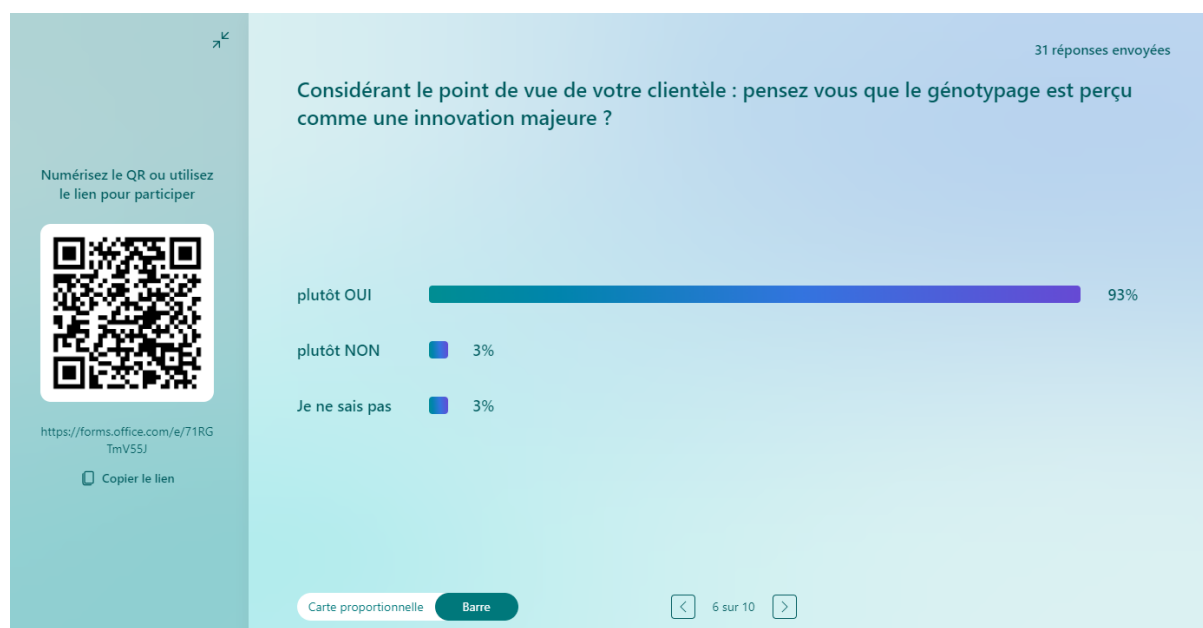 31 réponses envoyées
Considérant le point de vue de votre clientèle : pensez vous que le génotypage est perçu
comme une innovation majeure ?
Numérisez le QR ou utilisez
le lien pour participer
https://forms.office.com/e/71RG
TmV55J
Copier le lien
plutôt OUI 93%
plutôt NON 3%
Je ne sais pas 3%
Carte proportionnelle Barre 6 sur 10